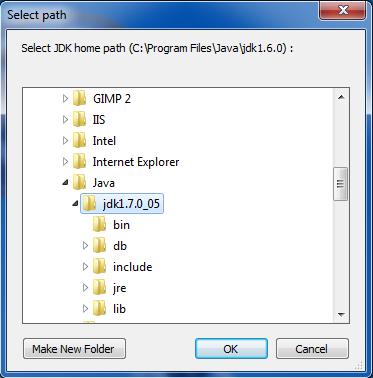 Select path
Select JDK home path (C:\Program Files\Java\jdk1.6.0) :
GIMP 2
IIS
Intel
Internet Explorer
Java
jdk1.7.0_05
bin
db
include
jre
lib
Make New Folder
OK
Cancel